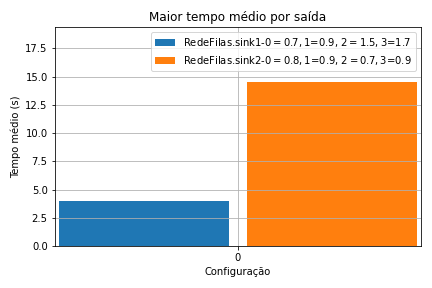 Maior tempo médio por saída
RedeFilas.sink1-0 = 0.7, 1=0.9, 2 = 1.5, 3=1.7
RedeFilas.sink2-0 = 0.8, 1=0.9, 2 = 0.7, 3=0.9
Tempo médio (s)
17.5
15.0
12.5
10.0
7.5
5.0
2.5
0.0
0
Configuração